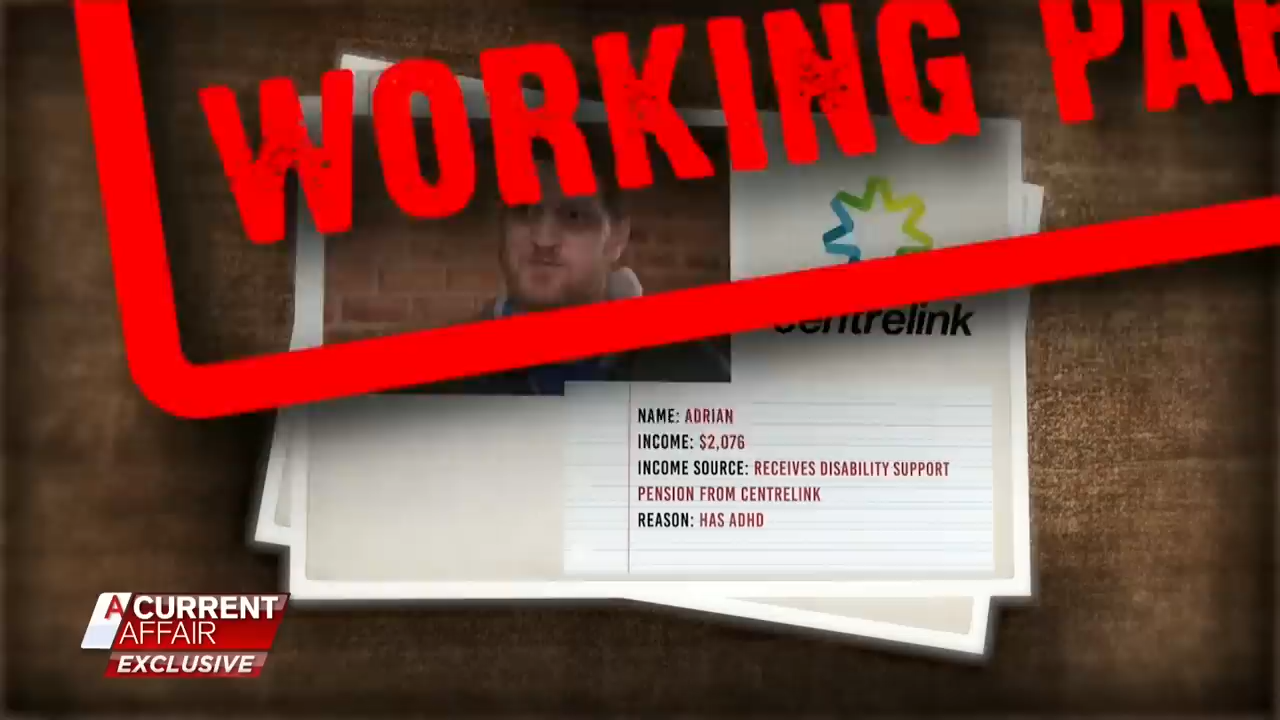 WORKING PA
centrelink
NAME: ADRIAN
INCOME: $2,076
INCOME SOURCE: RECEIVES DISABILITY SUPPORT
PENSION FROM CENTRELINK
REASON: HAS ADHD
A CURRENT
AFFAIR
EXCLUSIVE